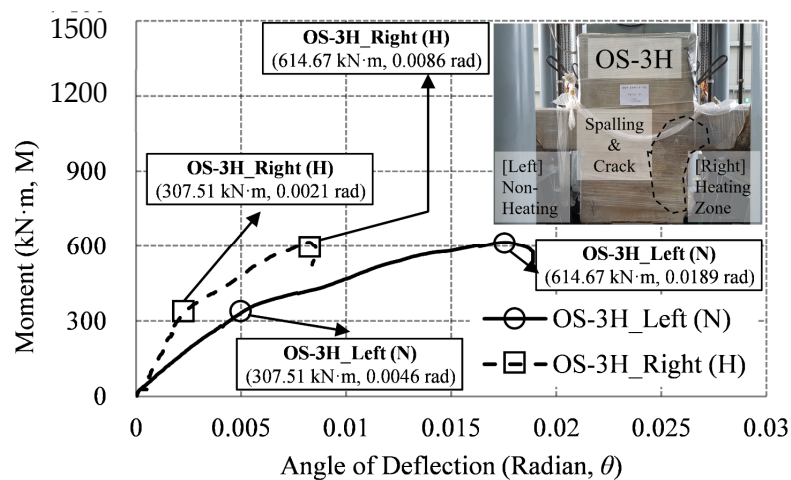 1500
1200
900
600
300
0
Moment (kN·m, M)
OS-3H_Right (H)
(614.67 kN·m, 0.0086 rad)
OS-3H_Right (H)
(307.51 kN·m, 0.0021 rad)
OS-3H
Spalling
&
Crack
[Left]
Non-
Heating
[Right]
Heating
Zone
OS-3H_Left (N)
(614.67 kN·m, 0.0189 rad)
OS-3H_Left (N)
(307.51 kN·m, 0.0046 rad)
OS-3H_Left (N)
OS-3H_Right (H)
0 0.005 0.01 0.015 0.02 0.025 0.03
Angle of Deflection (Radian, θ)